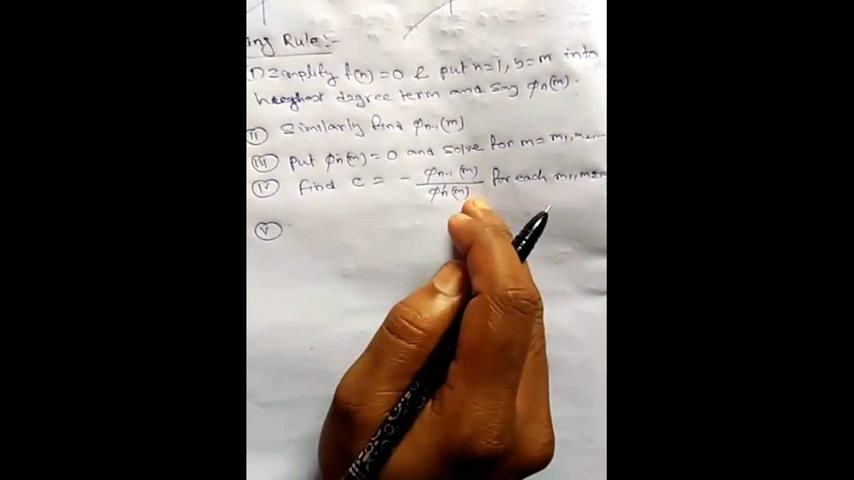 ing Rule:-
I) Simplify f(n) = 0 & put n=1, y=m into
heighest degree term and say φn(m).
II) Similarly find φn-1(m)
III) put φn(m) = 0 and solve for m = m1, m2, --
IV) find c = - φn-1(m) / φ'n(m) for each m1, m2,
V)